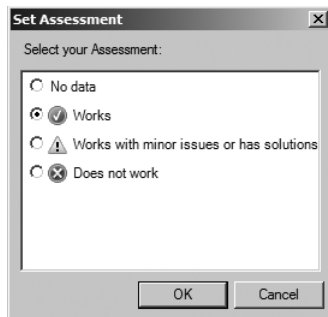 Set Assessment
Select your Assessment:
No data
Works
Works with minor issues or has solutions
Does not work
OK
Cancel